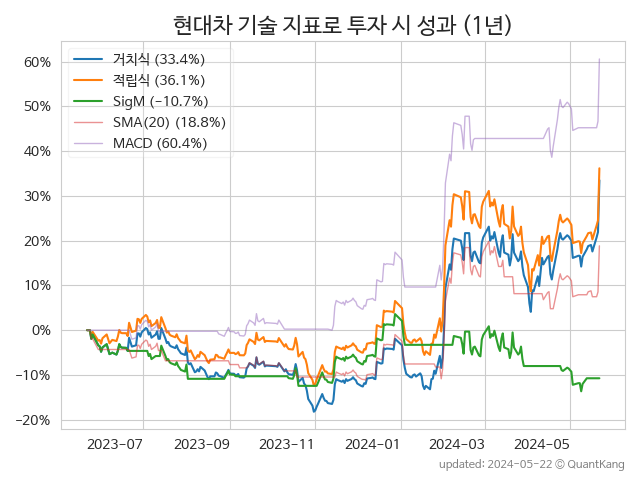 현대차 기술 지표로 투자 시 성과 (1년)
60%
50%
40%
30%
20%
10%
0%
−10%
−20%
거치식 (33.4%)
적립식 (36.1%)
SigM (−10.7%)
SMA(20) (18.8%)
MACD (60.4%)
2023-07
2023-09
2023-11
2024-01
2024-03
2024-05
updated: 2024-05-22 © QuantKang